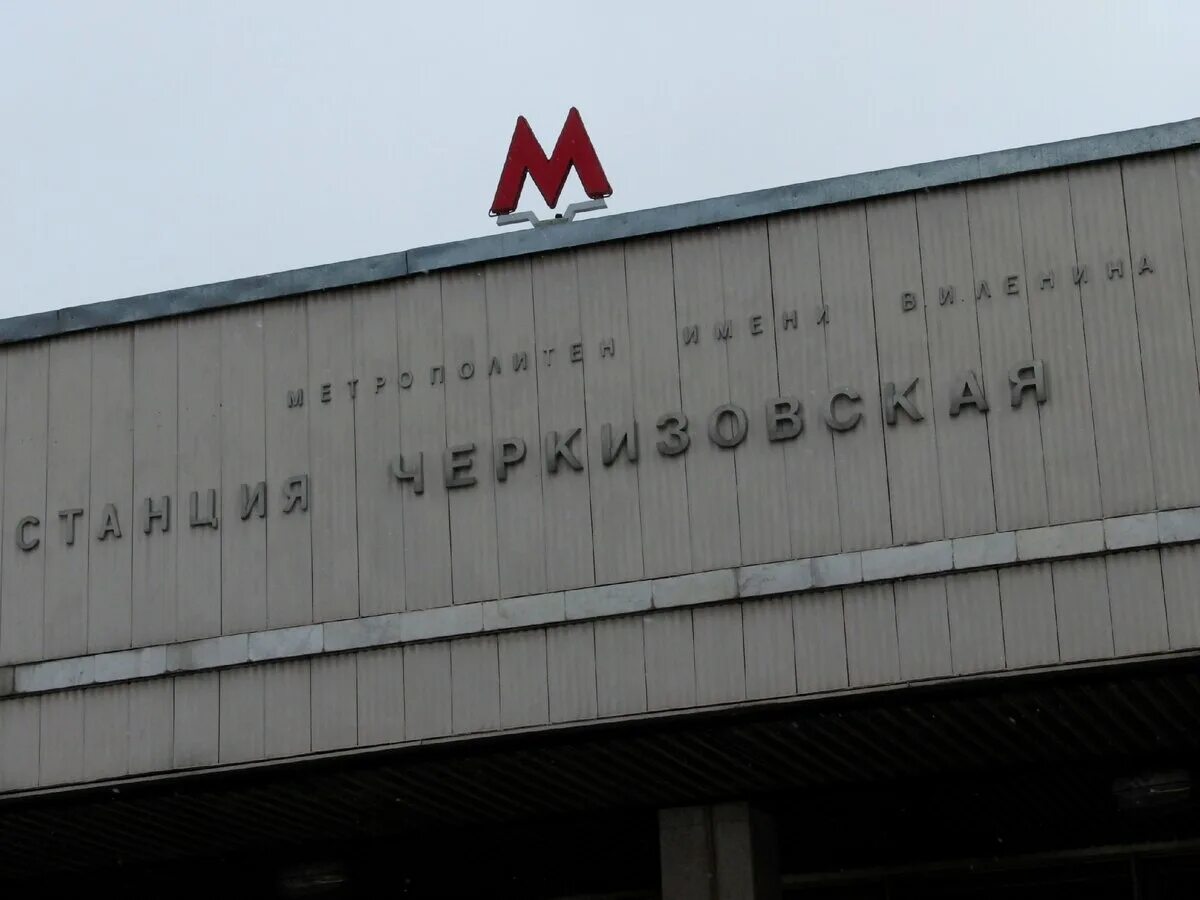 М
МЕТРОПОЛИТЕН ИМЕНИ В.И.ЛЕНИНА
СТАНЦИЯ ЧЕРКИЗОВСКАЯ